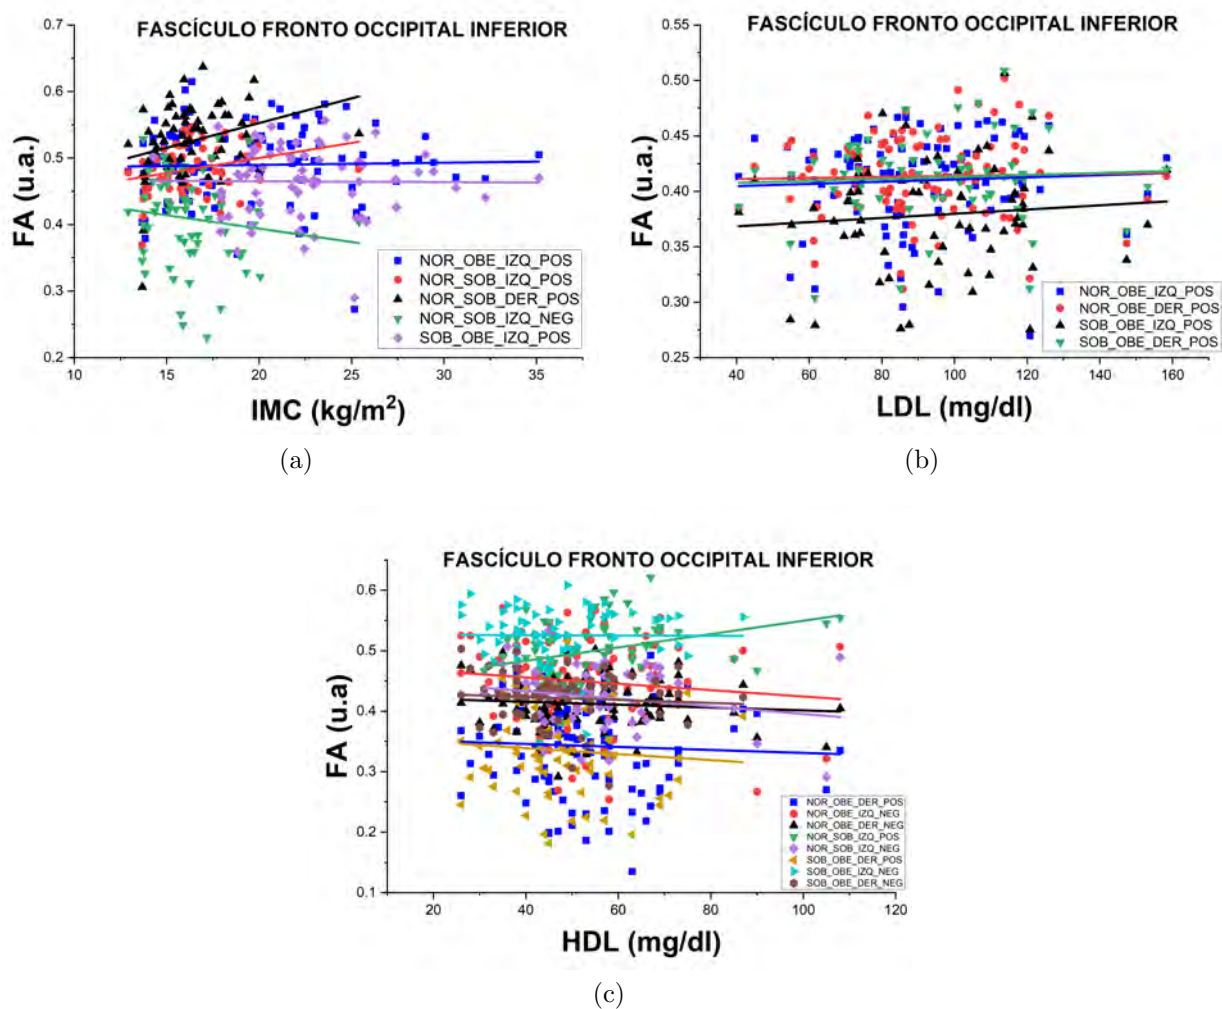 FASCÍCULO FRONTO OCCIPITAL INFERIOR
0.7
0.6
0.5
0.4
0.3
0.2
FA (u.a.)
NOR_OBE_IZQ_POS
NOR_SOB_IZQ_POS
NOR_SOB_DER_POS
NOR_SOB_IZQ_NEG
SOB_OBE_IZQ_POS
10 15 20 25 30 35
IMC (kg/m²)
(a)
FASCÍCULO FRONTO OCCIPITAL INFERIOR
0.55
0.50
0.45
0.40
0.35
0.30
0.25
FA (u.a.)
NOR_OBE_IZQ_POS
NOR_OBE_DER_POS
SOB_OBE_IZQ_POS
SOB_OBE_DER_POS
40 60 80 100 120 140 160
LDL (mg/dl)
(b)
FASCÍCULO FRONTO OCCIPITAL INFERIOR
0.6
0.5
0.4
0.3
0.2
0.1
FA (u.a)
NOR_OBE_DER_POS
NOR_OBE_IZQ_NEG
NOR_OBE_DER_NEG
NOR_SOB_IZQ_POS
NOR_SOB_IZQ_NEG
SOB_OBE_DER_POS
SOB_OBE_IZQ_NEG
SOB_OBE_DER_NEG
20 40 60 80 100 120
HDL (mg/dl)
(c)